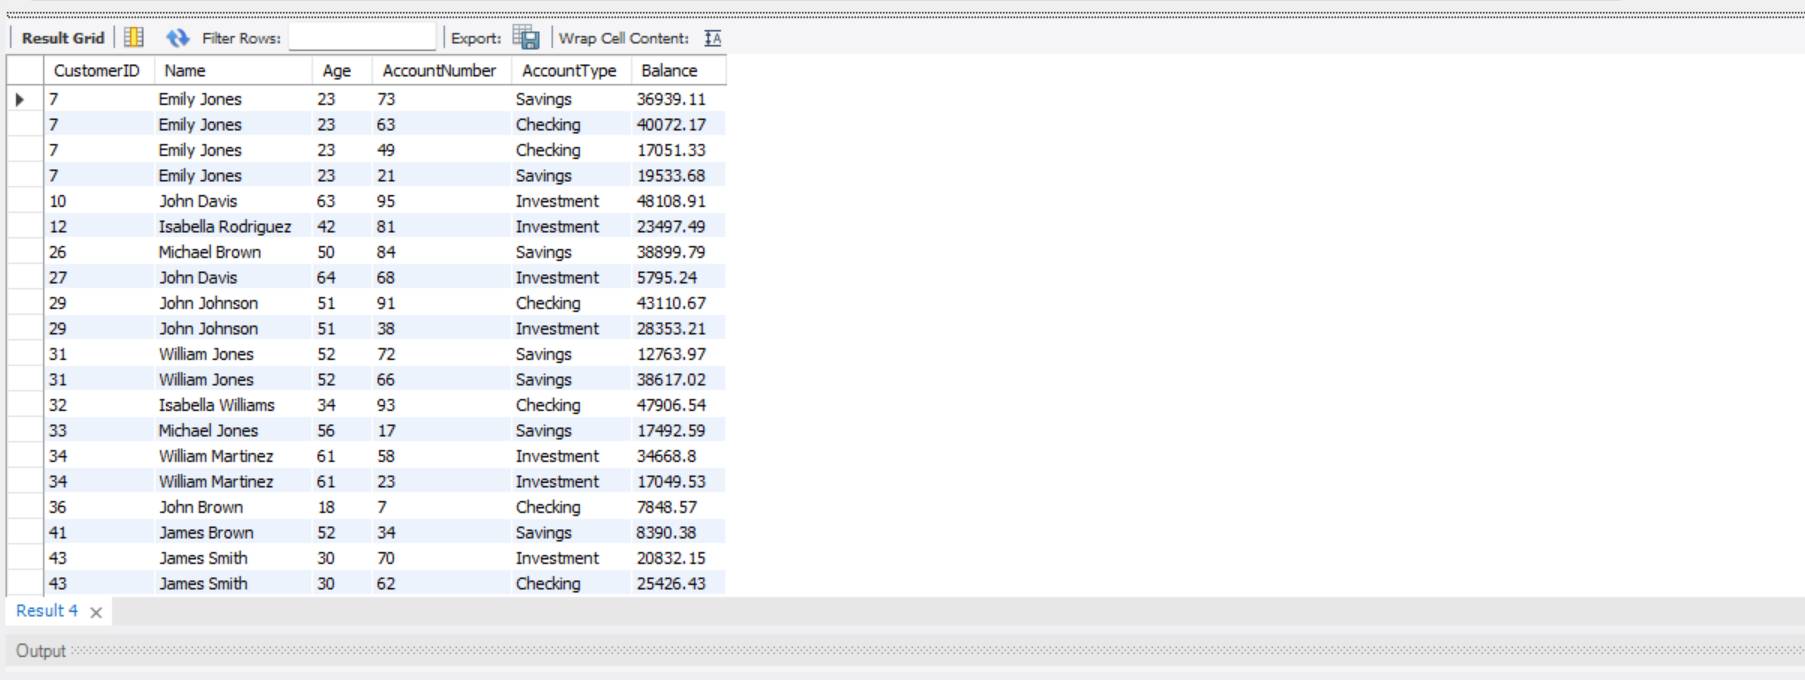 Result Grid Filter Rows: Export: Wrap Cell Content:
CustomerID Name Age AccountNumber AccountType Balance
7 Emily Jones 23 73 Savings 36939.11
7 Emily Jones 23 63 Checking 40072.17
7 Emily Jones 23 49 Checking 17051.33
7 Emily Jones 23 21 Savings 19533.68
10 John Davis 63 95 Investment 48108.91
12 Isabella Rodriguez 42 81 Investment 23497.49
26 Michael Brown 50 84 Savings 38899.79
27 John Davis 64 68 Investment 5795.24
29 John Johnson 51 91 Checking 43110.67
29 John Johnson 51 38 Investment 28353.21
31 William Jones 52 72 Savings 12763.97
31 William Jones 52 66 Savings 38617.02
32 Isabella Williams 34 93 Checking 47906.54
33 Michael Jones 56 17 Savings 17492.59
34 William Martinez 61 58 Investment 34668.8
34 William Martinez 61 23 Investment 17049.53
36 John Brown 18 7 Checking 7848.57
41 James Brown 52 34 Savings 8390.38
43 James Smith 30 70 Investment 20832.15
43 James Smith 30 62 Checking 25426.43
Result 4
Output